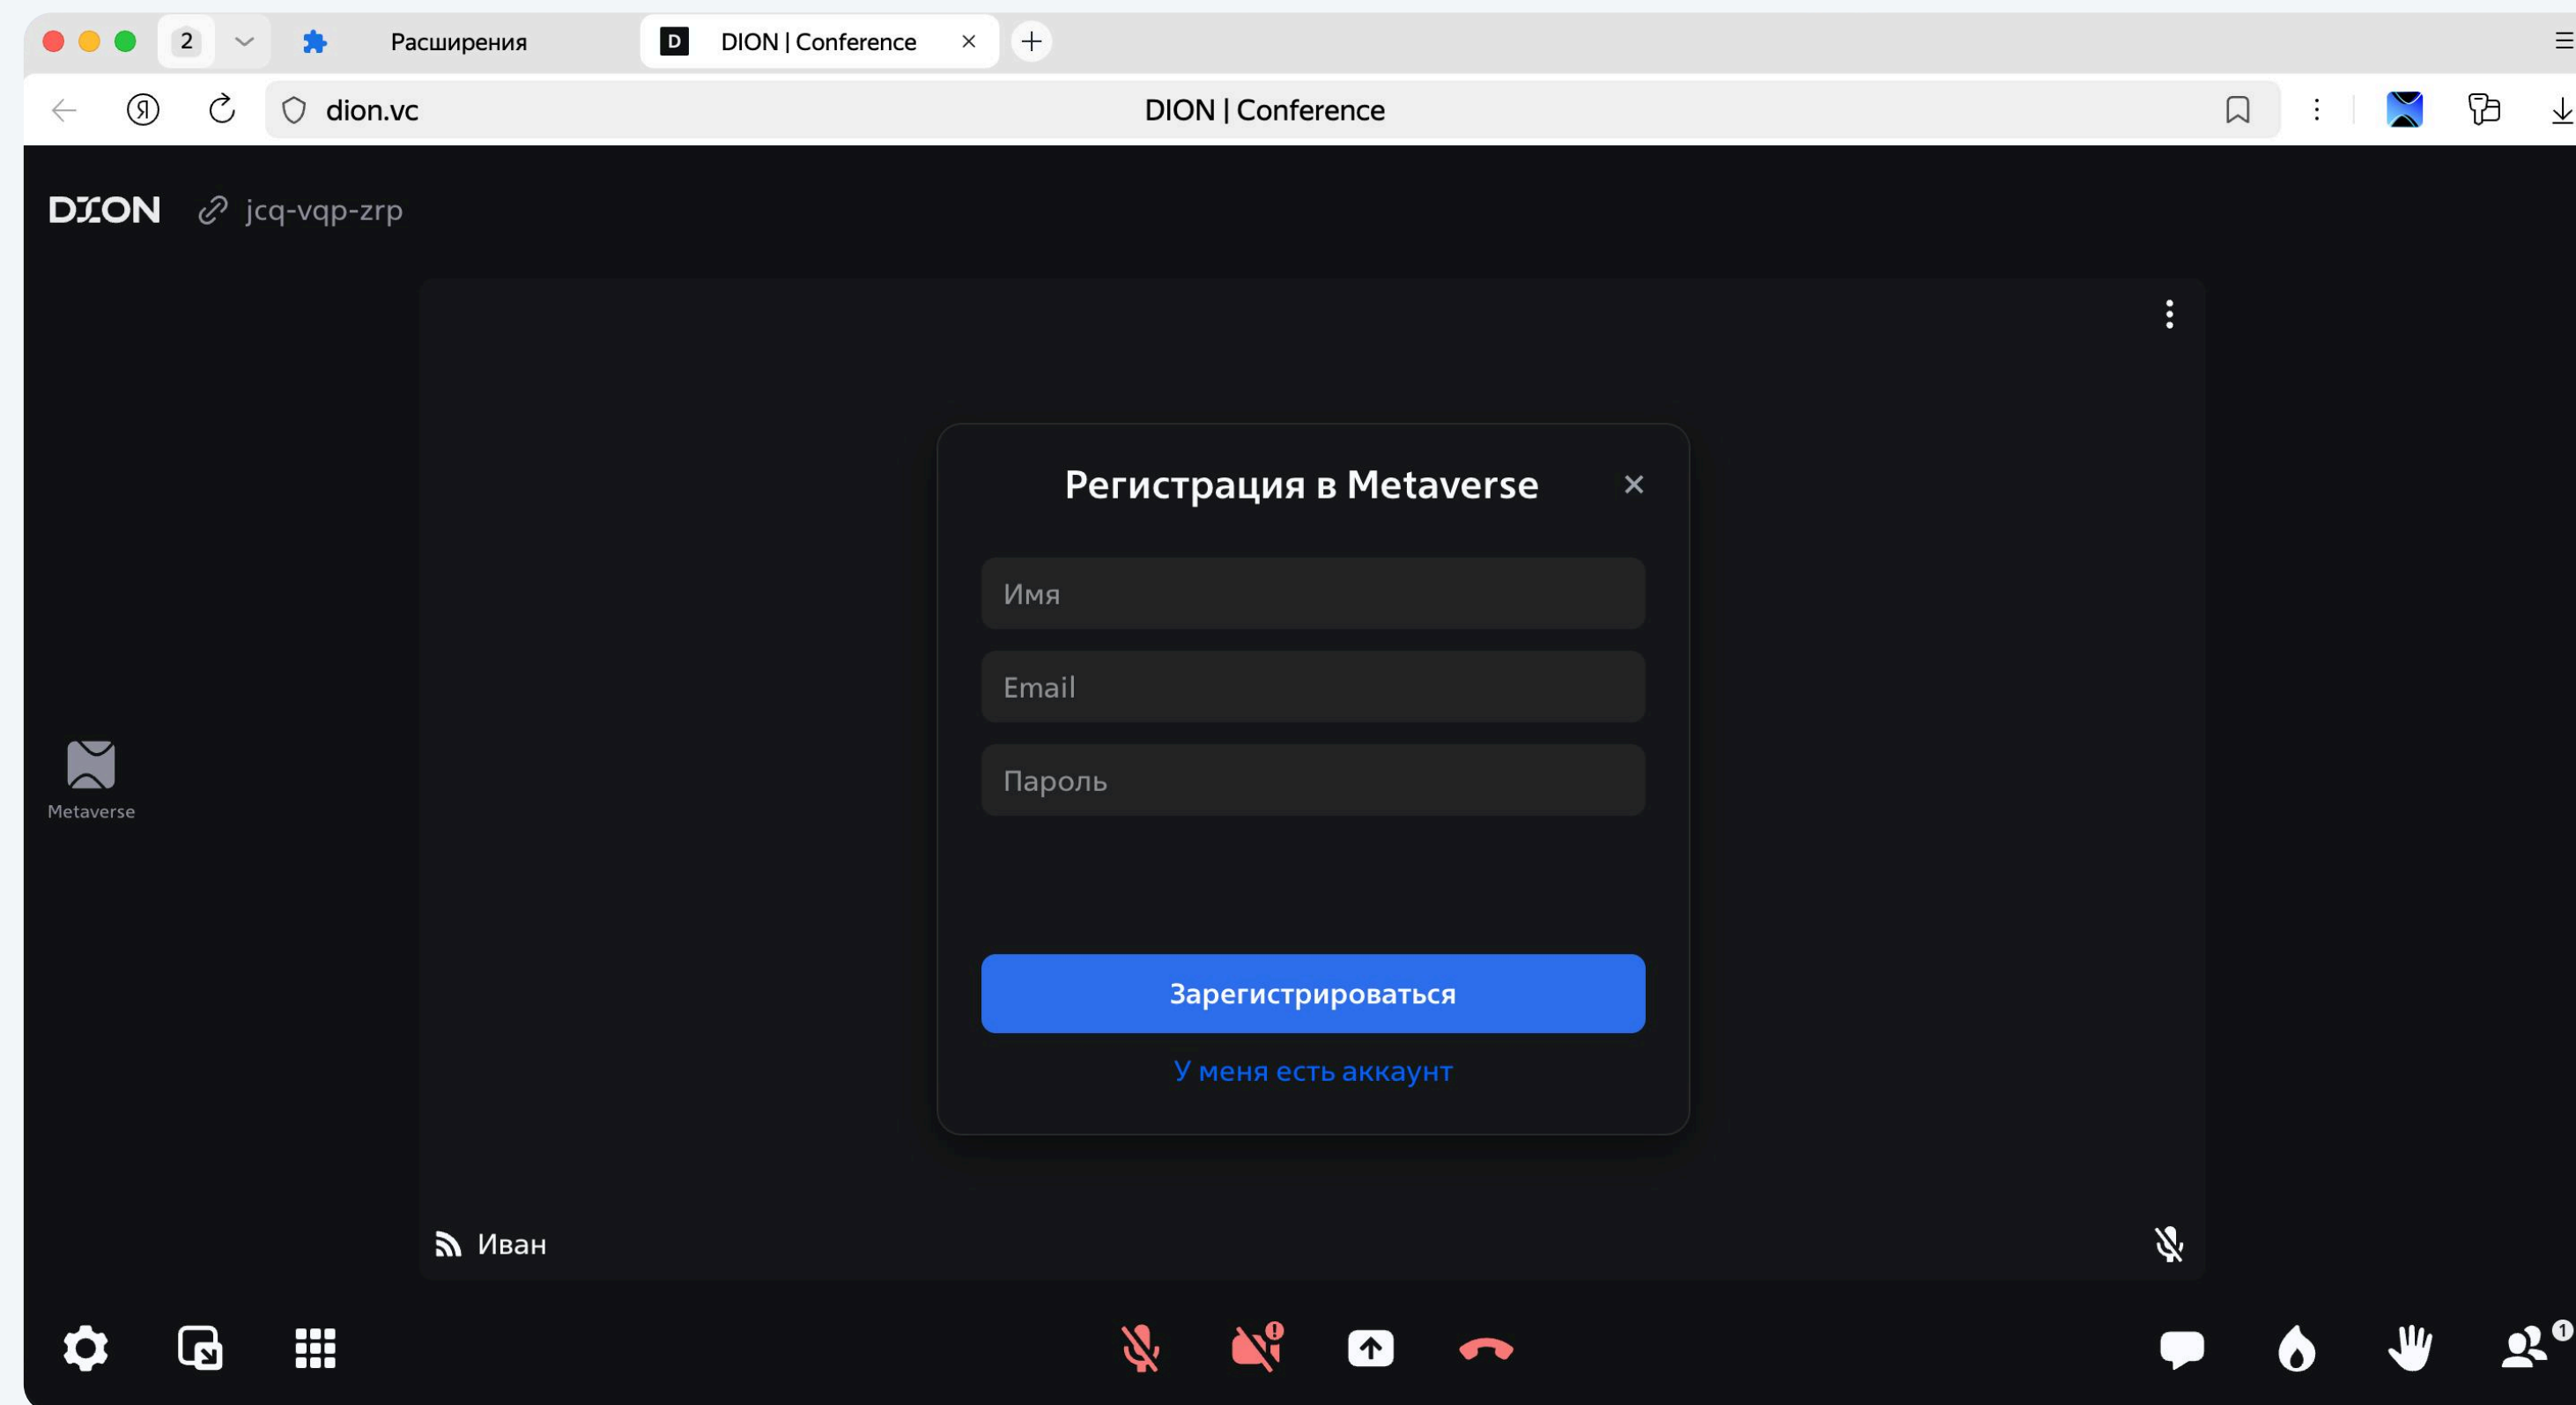 2
Расширения
D
DION | Conference
Я
dion.vc
DION | Conference
DION
jcq-vqp-zrp
Регистрация в Metaverse
Имя
Email
Пароль
Metaverse
Зарегистрироваться
У меня есть аккаунт
Иван
1